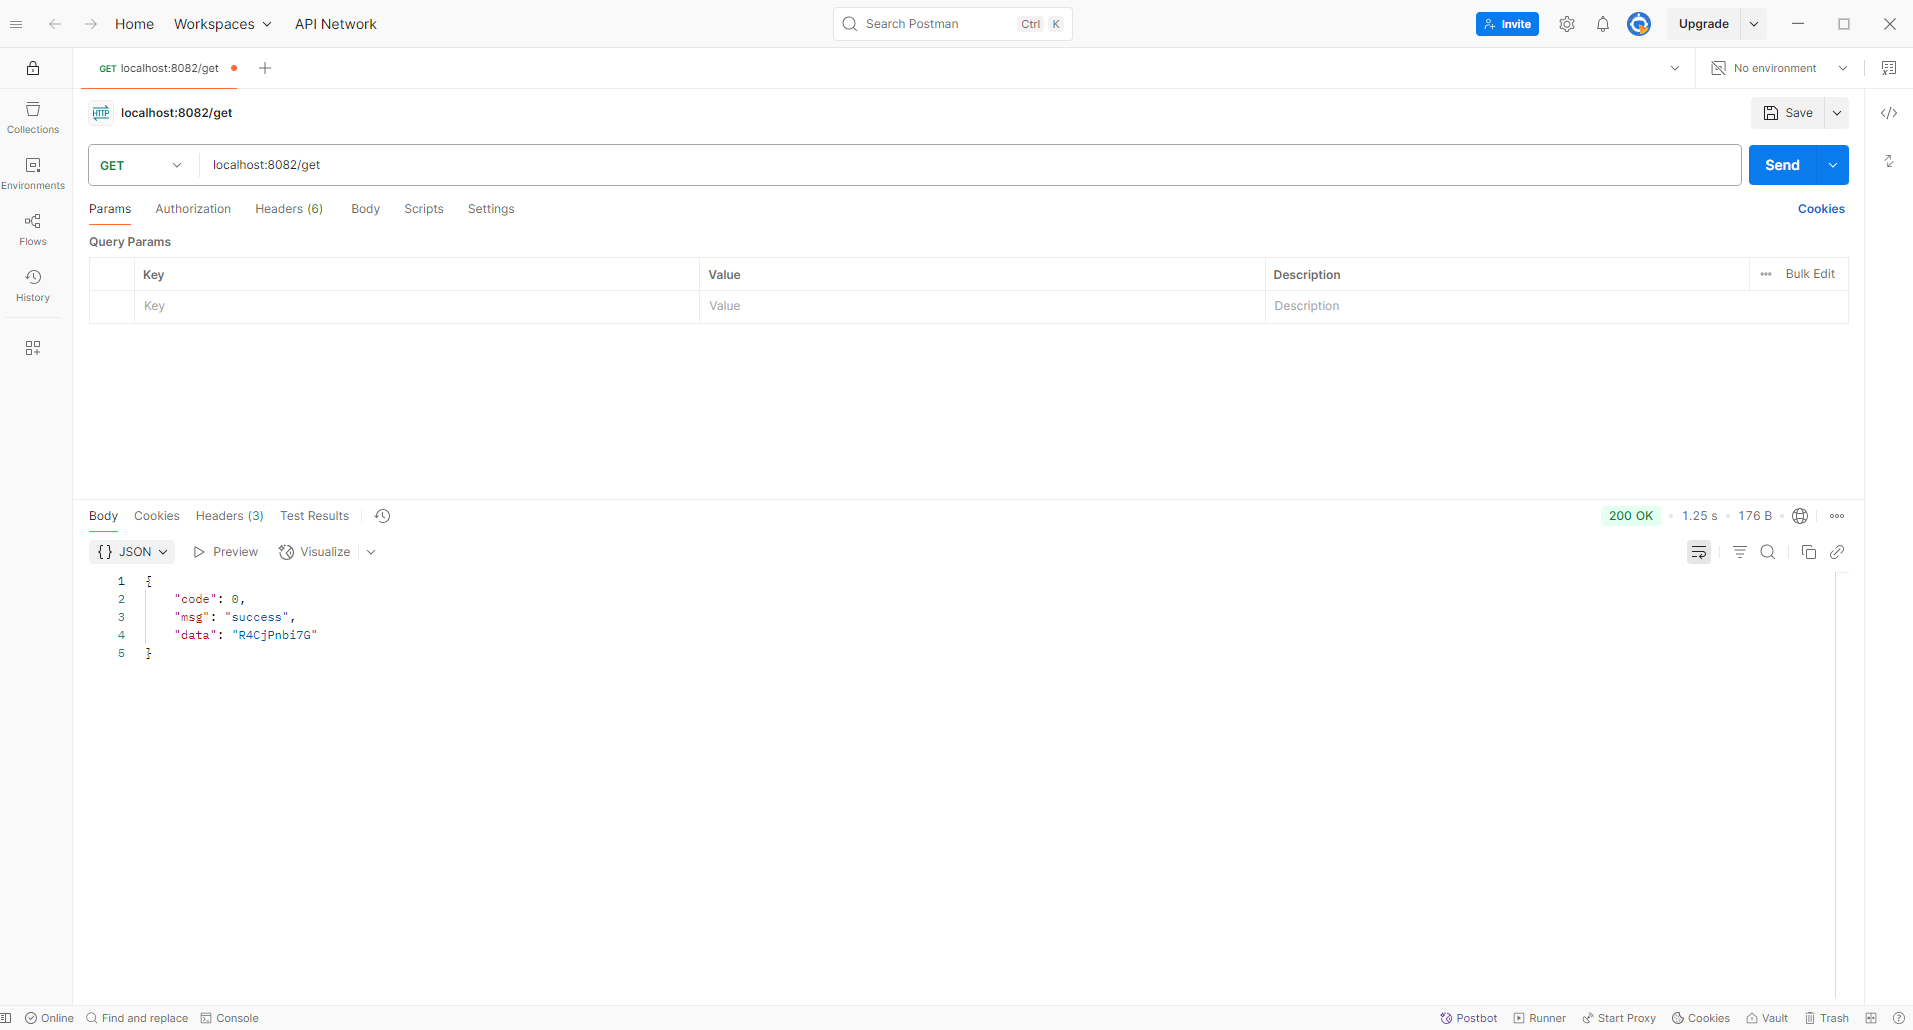 Home Workspaces API Network Search Postman Ctrl K Invite Upgrade
GET localhost:8082/get No environment
HTTP localhost:8082/get Save
GET localhost:8082/get Send
Params Authorization Headers (6) Body Scripts Settings Cookies
Query Params
Key Value Description Bulk Edit
Key Value Description
Collections
Environments
Flows
History
Body Cookies Headers (3) Test Results 200 OK 1.25 s 176 B
{} JSON Preview Visualize
1 {
2 "code": 0,
3 "msg": "success",
4 "data": "R4CjPnbi7G"
5 }
Online Find and replace Console Postbot Runner Start Proxy Cookies Vault Trash